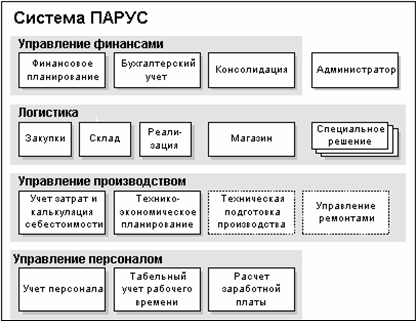 Система ПАРУС
Управление финансами
Финансовое
планирование
Бухгалтерский
учет
Консолидация
Администратор
Логистика
Закупки
Склад
Реали-
зация
Магазин
Специальное
решение
Управление производством
Учет затрат и
калькуляция
себестоимости
Технико-
экономическое
планирование
Техническая
подготовка
производства
Управление
ремонтами
Управление персоналом
Учет персонала
Табельный
учет рабочего
времени
Расчет
заработной
платы